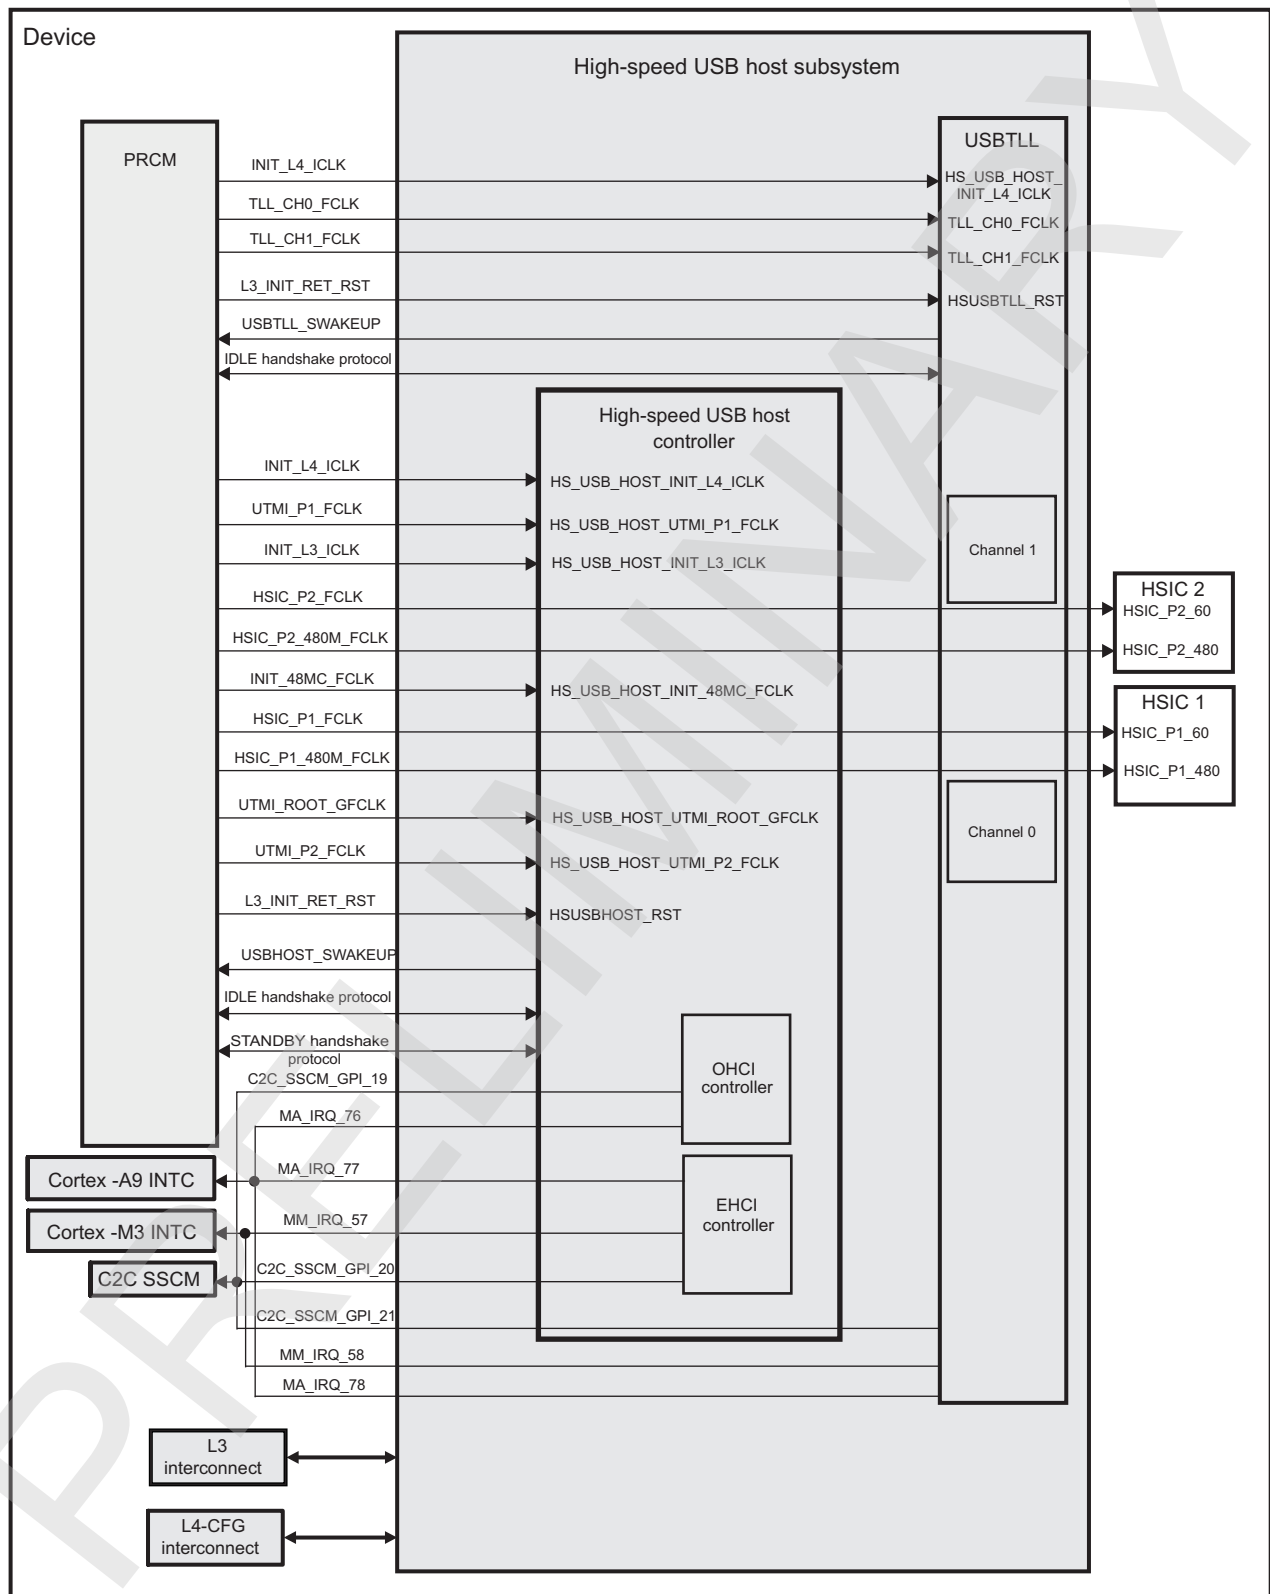 Device
High-speed USB host subsystem
PRCM
USBTLL
INIT_L4_ICLK
HS_USB_HOST_
INIT_L4_ICLK
TLL_CH0_FCLK
TLL_CH0_FCLK
TLL_CH1_FCLK
TLL_CH1_FCLK
L3_INIT_RET_RST
HSUSBTLL_RST
USBTLL_SWAKEUP
IDLE handshake protocol
High-speed USB host
controller
INIT_L4_ICLK
HS_USB_HOST_INIT_L4_ICLK
UTMI_P1_FCLK
HS_USB_HOST_UTMI_P1_FCLK
INIT_L3_ICLK
HS_USB_HOST_INIT_L3_ICLK
Channel 1
HSIC_P2_FCLK
HSIC 2
HSIC_P2_60
HSIC_P2_480M_FCLK
HSIC_P2_480
INIT_48MC_FCLK
HS_USB_HOST_INIT_48MC_FCLK
HSIC 1
HSIC_P1_FCLK
HSIC_P1_60
HSIC_P1_480M_FCLK
HSIC_P1_480
UTMI_ROOT_GFCLK
HS_USB_HOST_UTMI_ROOT_GFCLK
Channel 0
UTMI_P2_FCLK
HS_USB_HOST_UTMI_P2_FCLK
L3_INIT_RET_RST
HSUSBHOST_RST
USBHOST_SWAKEUP
IDLE handshake protocol
STANDBY handshake
protocol
OHCI
controller
C2C_SSCM_GPI_19
MA_IRQ_76
Cortex -A9 INTC
MA_IRQ_77
EHCI
controller
Cortex -M3 INTC
MM_IRQ_57
C2C SSCM
C2C_SSCM_GPI_20
C2C_SSCM_GPI_21
MM_IRQ_58
MA_IRQ_78
L3
interconnect
L4-CFG
interconnect
PRELIMINARY